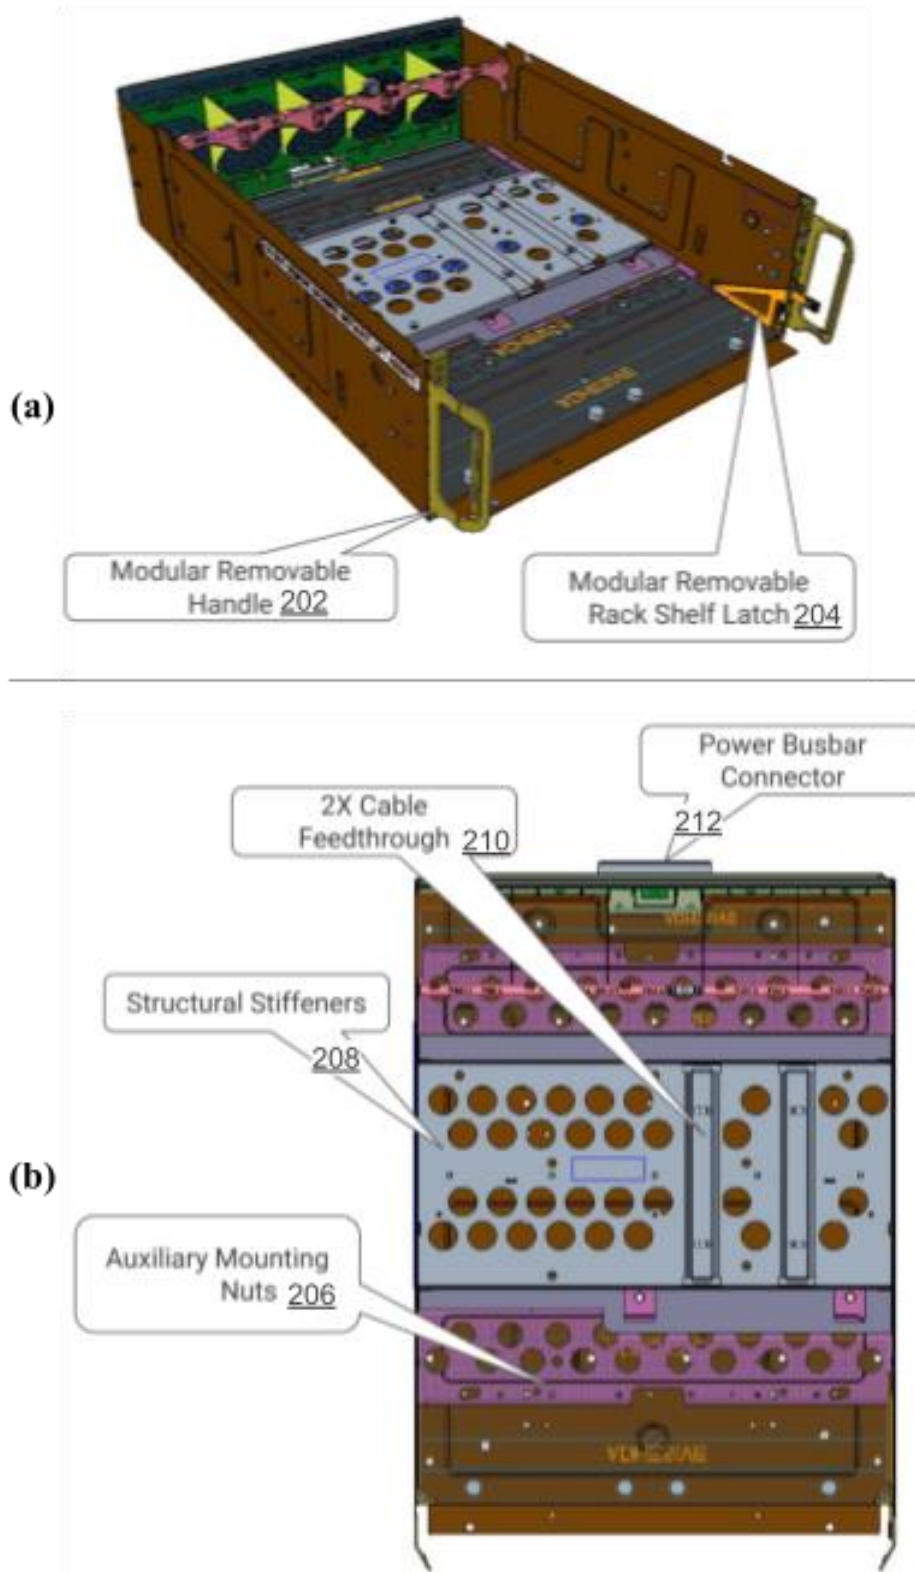 (a)
Modular Removable
Handle 202
Modular Removable
Rack Shelf Latch 204
Power Busbar
Connector
212
2X Cable
Feedthrough 210
Structural Stiffeners
208
(b)
Auxiliary Mounting
Nuts 206